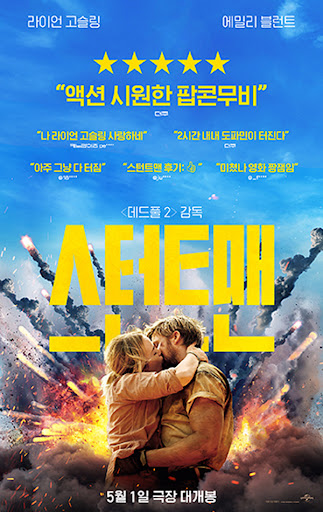 라이언 고슬링 에밀리 블런트
“액션 시원한 팝콘무비”
“나 라이언 고슬링 사랑하네” “2시간 내내 도파민이 터진다”
“아주 그냥 다 터짐” “스턴트맨 후기: 👍” “미쳤나 영화 짱잼임”
<데드풀 2> 감독
스턴트맨
5월 1일 극장 대개봉